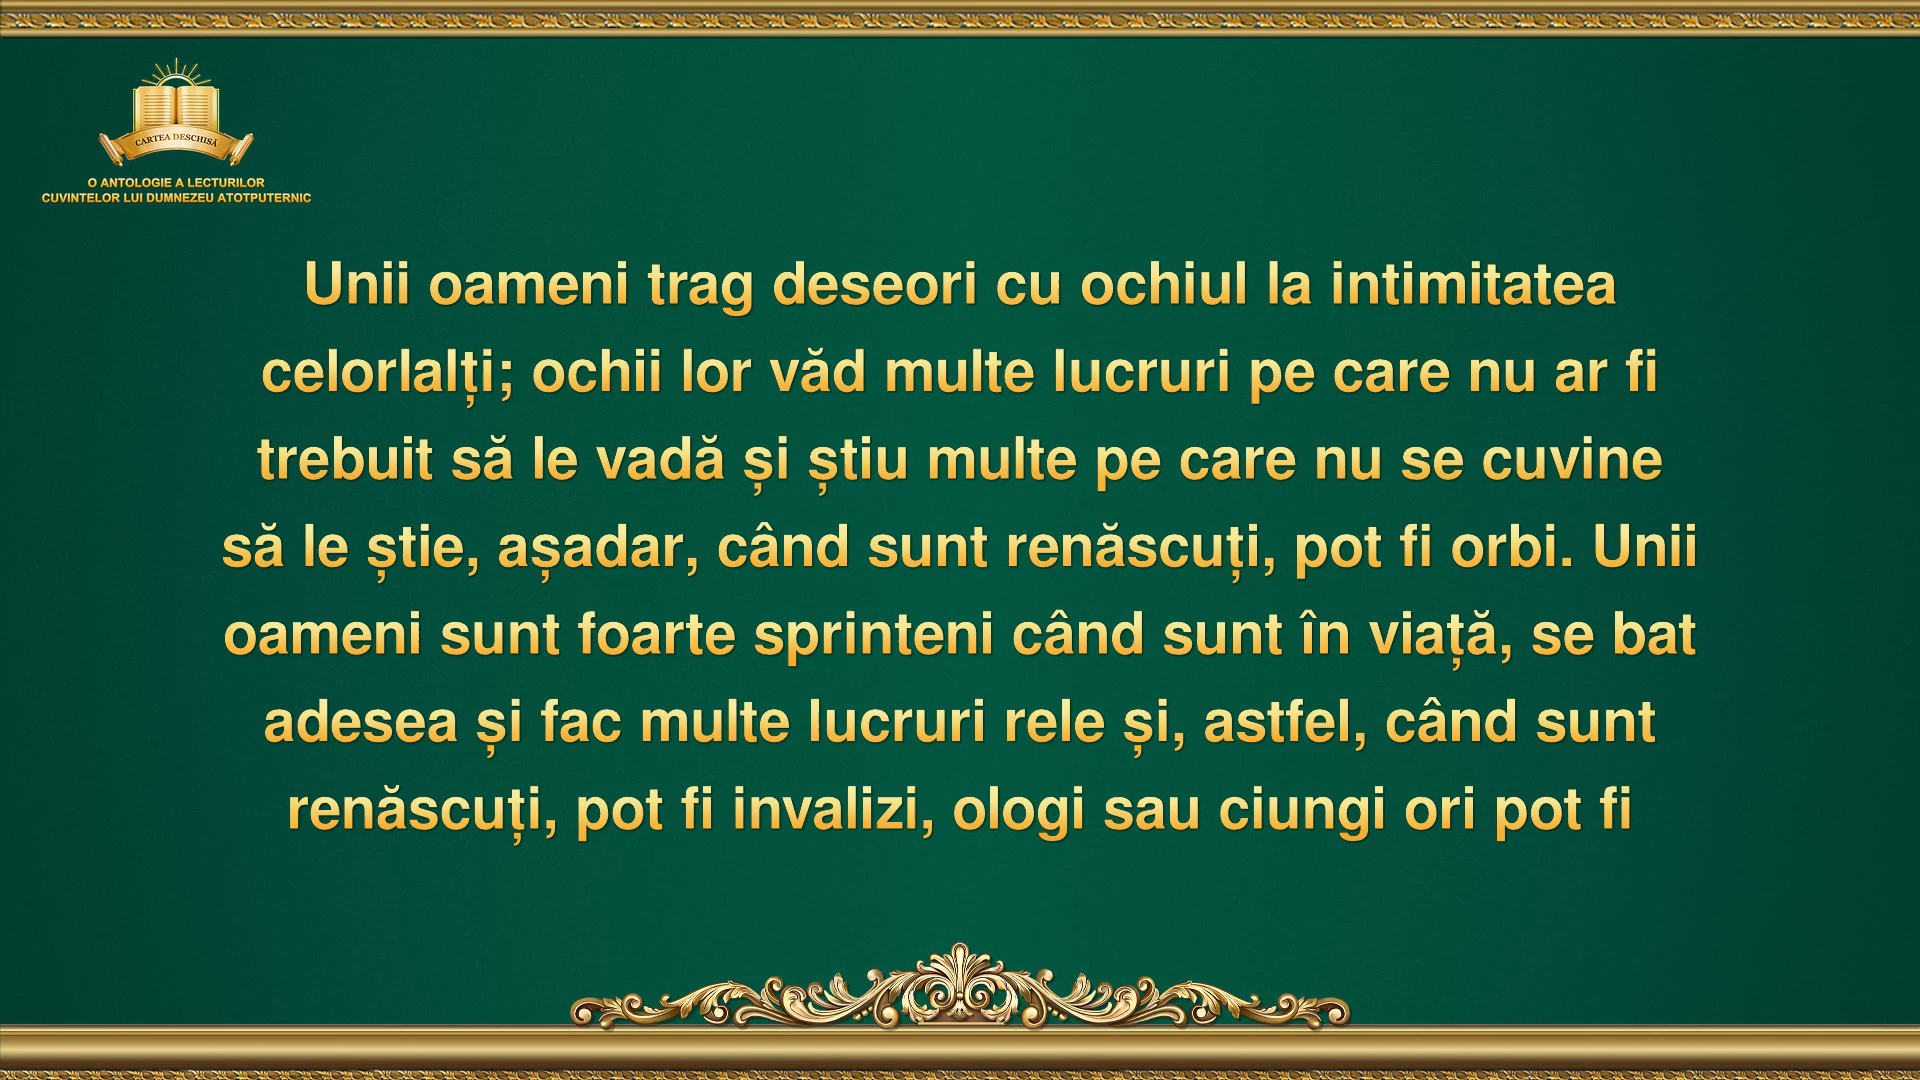 CARTEA DESCHISĂ
O ANTOLOGIE A LECTURILOR
CUVINTELOR LUI DUMNEZEU ATOTPUTERNIC
Unii oameni trag deseori cu ochiul la intimitatea
celorlalți; ochii lor văd multe lucruri pe care nu ar fi
trebuit să le vadă și știu multe pe care nu se cuvine
să le știe, așadar, când sunt renăscuți, pot fi orbi. Unii
oameni sunt foarte sprinteni când sunt în viață, se bat
adesea și fac multe lucruri rele și, astfel, când sunt
renăscuți, pot fi invalizi, ologi sau ciungi ori pot fi